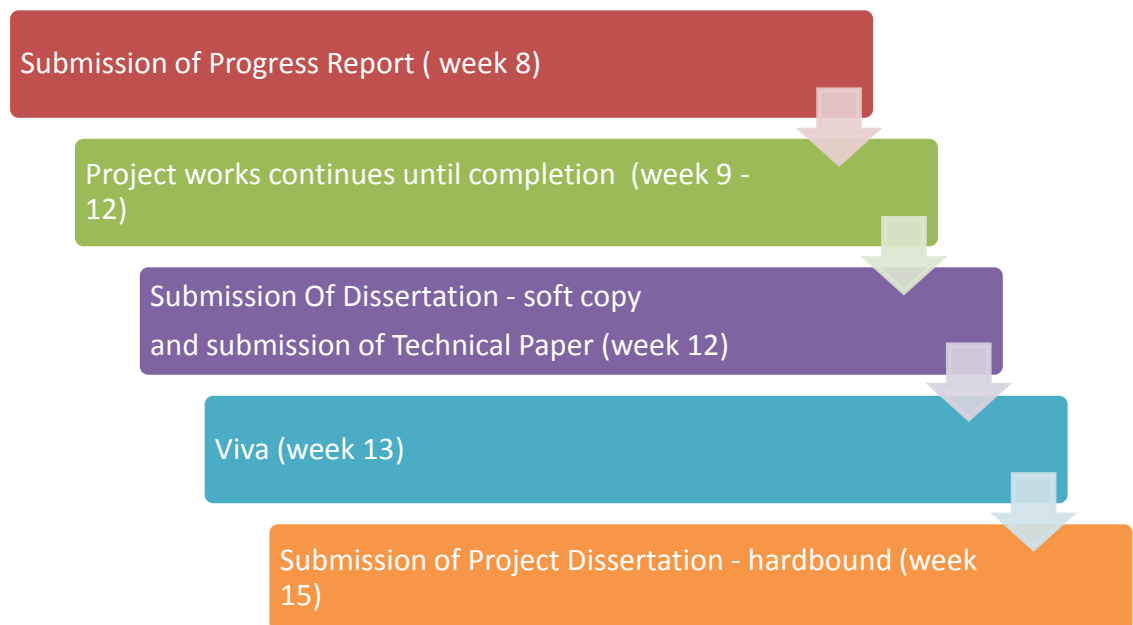 Submission of Progress Report ( week 8)
Project works continues until completion  (week 9 -
12)
Submission Of Dissertation - soft copy
and submission of Technical Paper (week 12)
Viva (week 13)
Submission of Project Dissertation - hardbound (week
15)